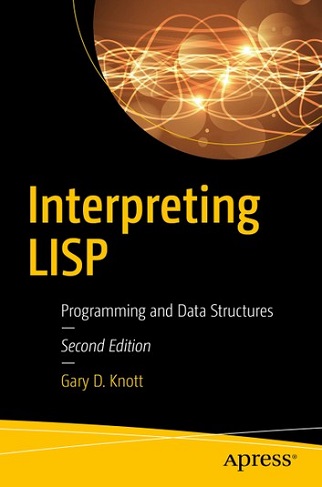 Interpreting
LISP
Programming and Data Structures
Second Edition
Gary D. Knott
Apress®